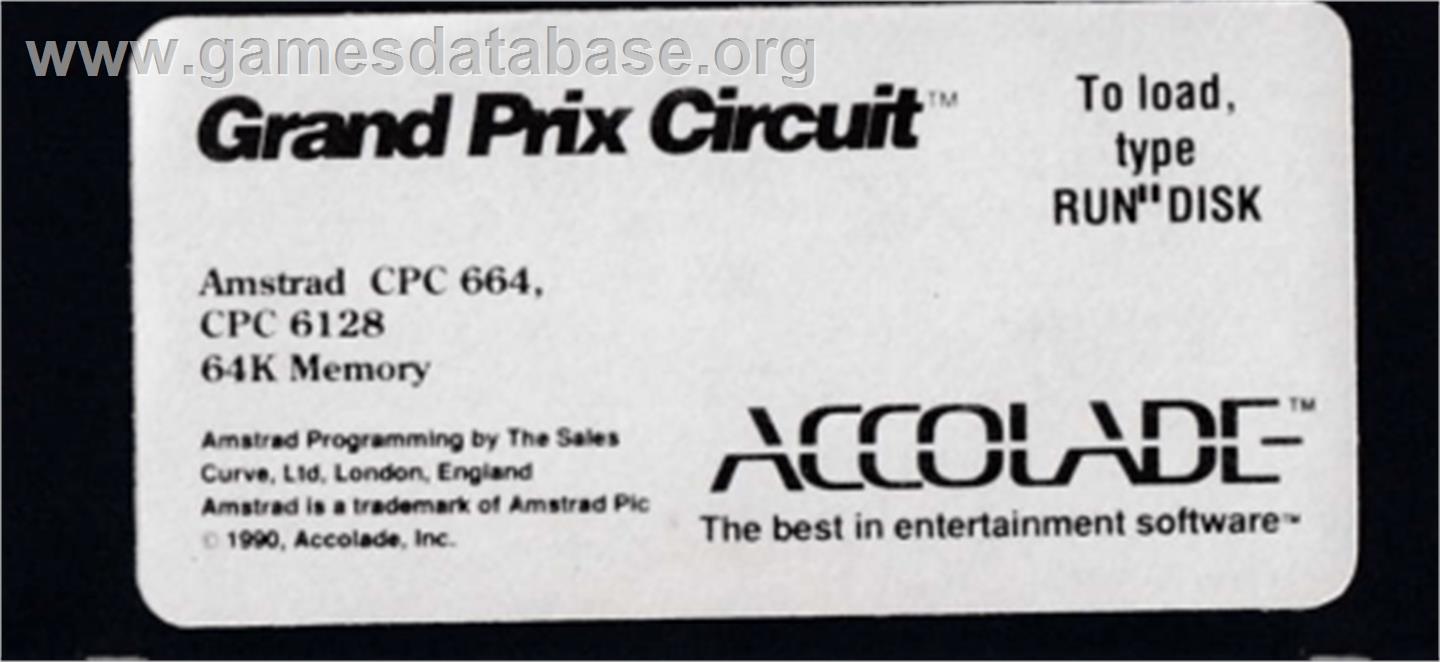 www.gamesdatabase.org
Grand Prix Circuit™
To load,
type
RUN"DISK
Amstrad CPC 664,
CPC 6128
64K Memory
Amstrad Programming by The Sales
Curve, Ltd, London, England
Amstrad is a trademark of Amstrad Plc
© 1990, Accolade, Inc.
ACCOLADE™
The best in entertainment software™